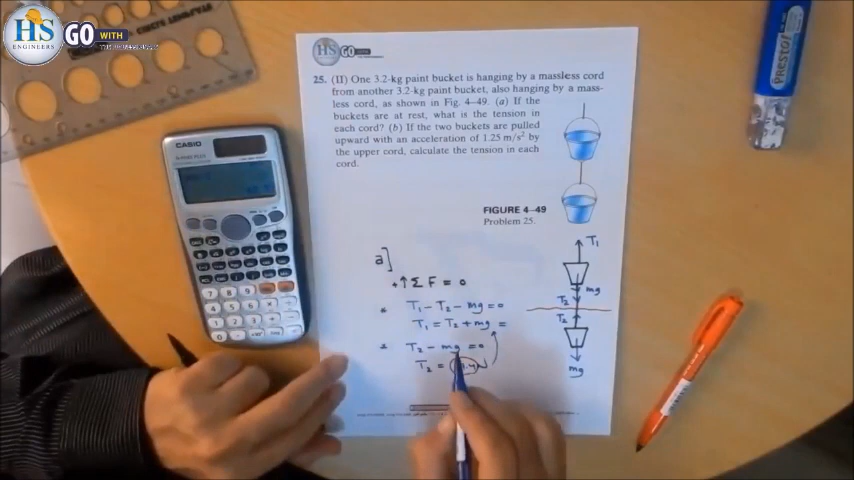 HS
ENGINEERS
GO WITH
HS GO
25. (II) One 3.2-kg paint bucket is hanging by a massless cord
from another 3.2-kg paint bucket, also hanging by a mass-
less cord, as shown in Fig. 4–49. (a) If the
buckets are at rest, what is the tension in
each cord? (b) If the two buckets are pulled
upward with an acceleration of 1.25 m/s² by
the upper cord, calculate the tension in each
cord.
FIGURE 4–49
Problem 25.
CASIO
Presto!
a]
+↑ Σ F = 0
T₁ - T₂ - mg = 0
T₁ = T₂ + mg =
T₂ - mg = 0
T₂ =
T₁
mg
T₂
T₂
mg